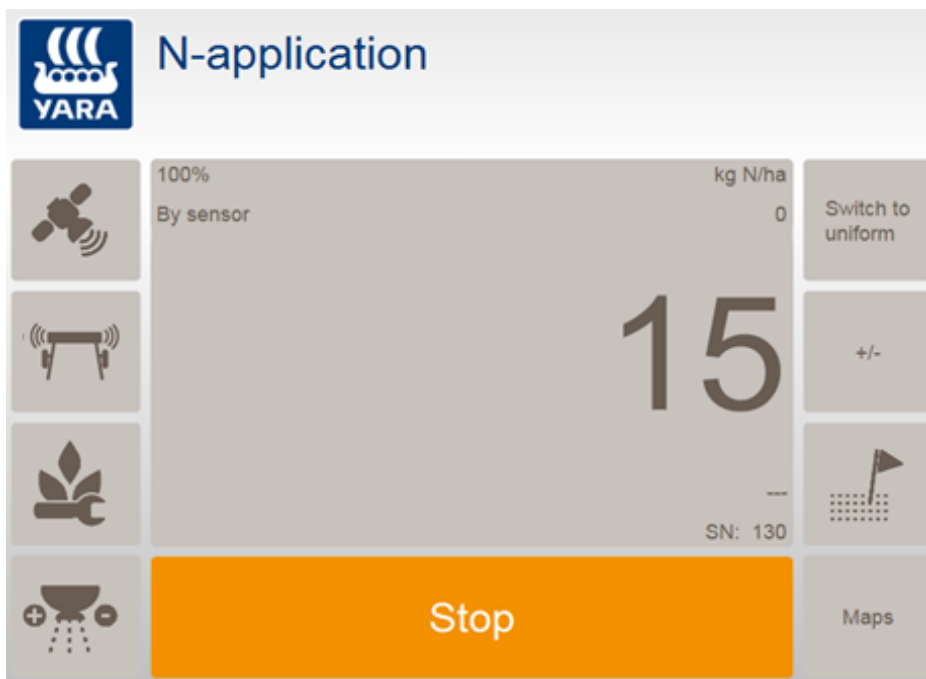 YARA
N-application
100%
kg N/ha
By sensor
0
Switch to
uniform
15
+/-
---
SN: 130
Stop
Maps